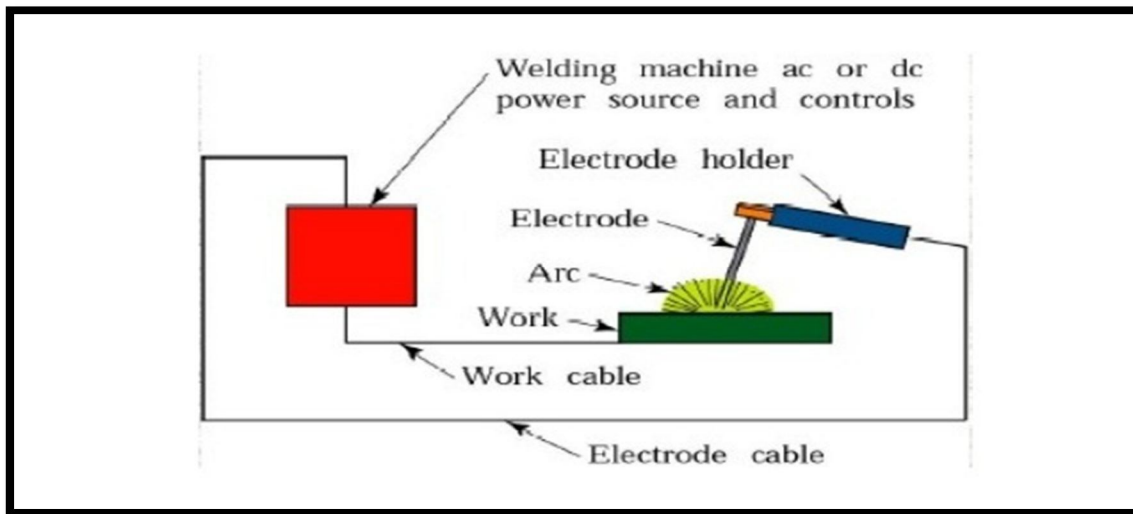 Welding machine ac or dc
power source and controls
Electrode holder
Electrode
Arc
Work
Work cable
Electrode cable